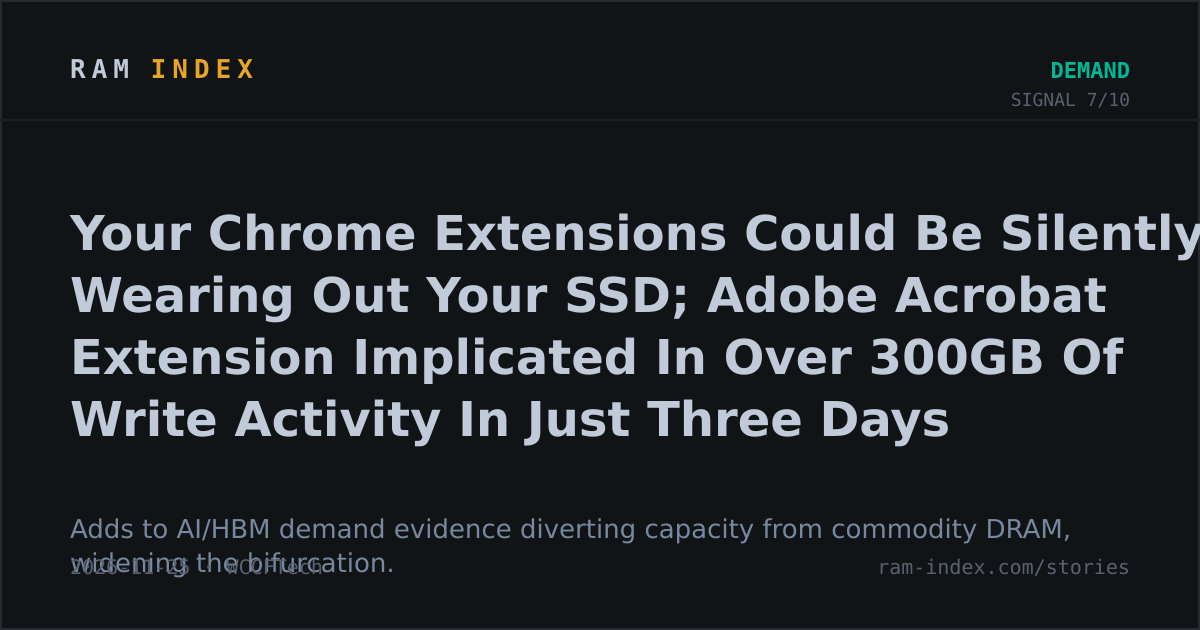 RAM INDEX
DEMAND
SIGNAL 7/10
Your Chrome Extensions Could Be Silently
Wearing Out Your SSD; Adobe Acrobat
Extension Implicated In Over 300GB Of
Write Activity In Just Three Days
Adds to AI/HBM demand evidence diverting capacity from commodity DRAM,
widening the bifurcation.
WCCFTech
ram-index.com/stories